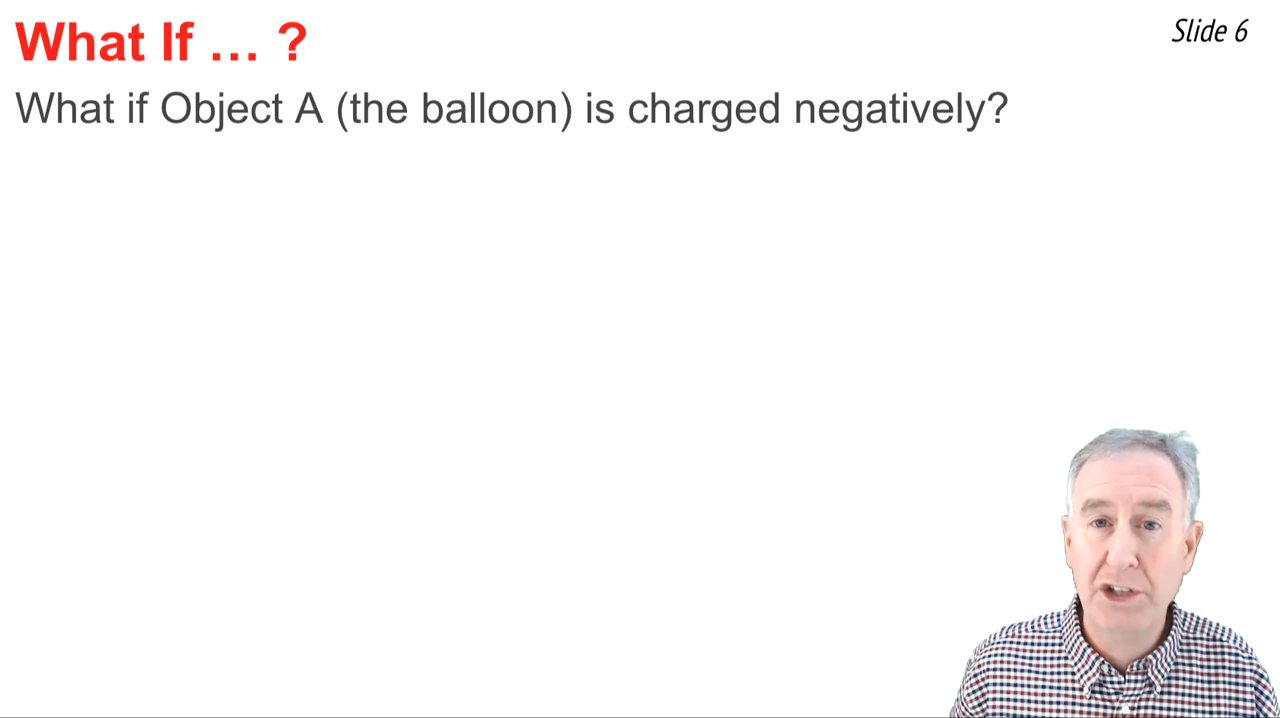 What If … ?
Slide 6
What if Object A (the balloon) is charged negatively?